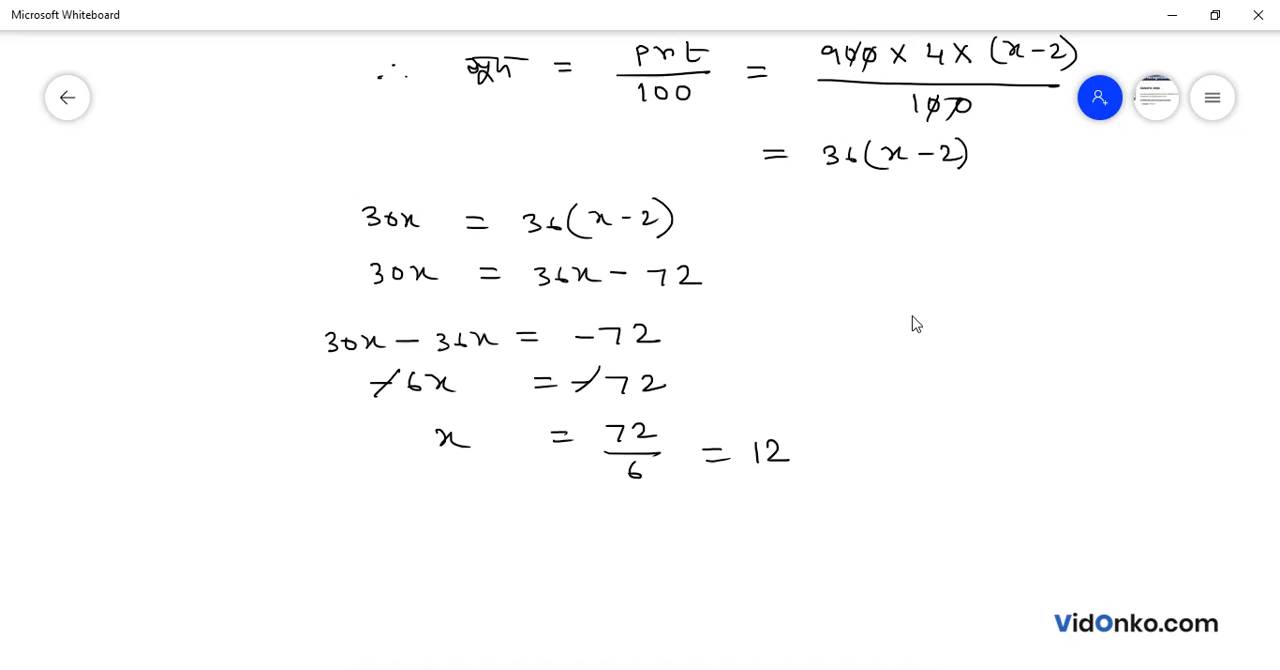 Microsoft Whiteboard
∴ সুদ = prt/100 = 900 × 4 × (x-2)/100
= 36(x-2)
30x = 36(x-2)
30x = 36x - 72
30x - 36x = -72
-6x = -72
x = 72/6 = 12
VidOnko.com